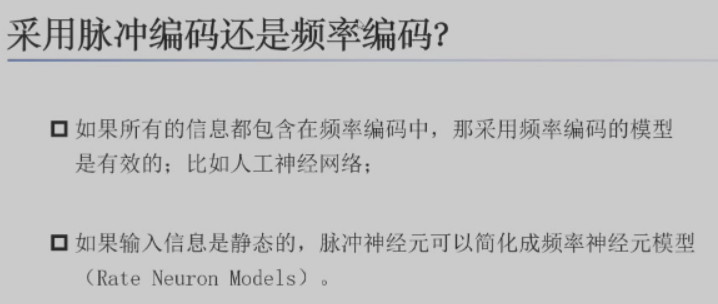 采用脉冲编码还是频率编码?
如果所有的信息都包含在频率编码中，那采用频率编码的模型
是有效的；比如人工神经网络；
如果输入信息是静态的，脉冲神经元可以简化成频率神经元模型
（Rate Neuron Models）。